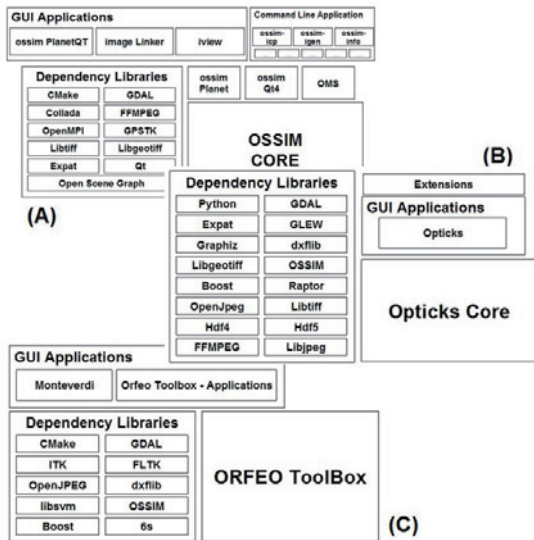 GUI Applications
ossim PlanetQT
image Linker
iview
Command Line Application
ossim-icp
ossim-igen
ossim-info
Dependency Libraries
CMake
GDAL
Collada
FFMPEG
OpenMPI
GPSTK
Libtiff
Libgeotiff
Expat
Qt
Open Scene Graph
ossim Planet
ossim Qt4
OMS
OSSIM
CORE
(A)
(B)
Dependency Libraries
Python
GDAL
Expat
GLEW
Graphiz
dxflib
Libgeotiff
OSSIM
Boost
Raptor
OpenJpeg
Libtiff
Hdf4
Hdf5
FFMPEG
Libjpeg
Extensions
GUI Applications
Opticks
Opticks Core
GUI Applications
Monteverdi
Orfeo Toolbox - Applications
Dependency Libraries
CMake
GDAL
ITK
FLTK
OpenJPEG
dxflib
libsvm
OSSIM
Boost
6s
ORFEO ToolBox
(C)